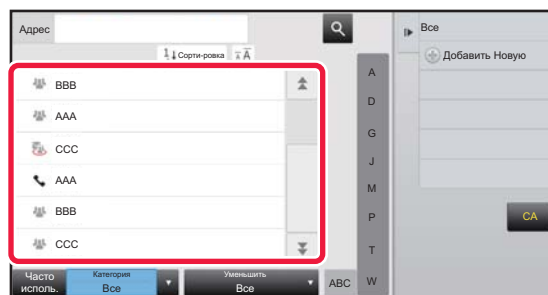 Адрес
Все
Сорти-ровка
Добавить Новую
BBB
AAA
CCC
AAA
BBB
CCC
A
D
G
J
M
P
T
W
CA
Часто
исполь.
Категория
Все
Уменьшить
Все
ABC